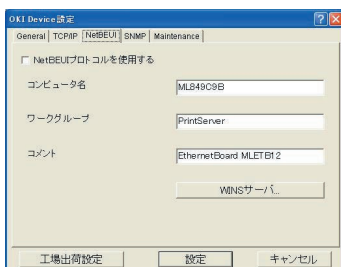 OKI Device設定
General TCP/IP NetBEUI SNMP Maintenance
NetBEUIプロトコルを使用する
コンピュータ名 ML849C9B
ワークグループ PrintServer
コメント EthernetBoard MLETB12
WINSサーバ...
工場出荷設定 設定 キャンセル